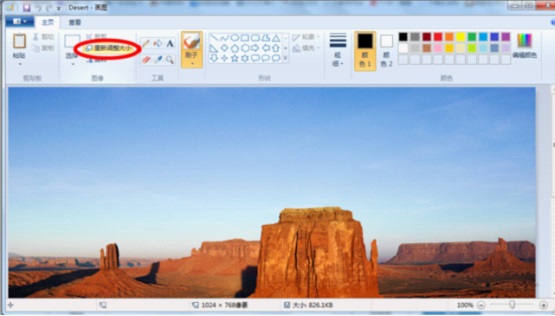 Desert - 画图
主页 查看
粘贴
剪切
复制
剪贴板
选择
裁剪
重新调整大小
图像
A
工具
刷子
轮廓
填充
形状
粗细
颜色 1
颜色 2
编辑颜色
颜色
1024 × 768像素
大小: 826.1KB
100%